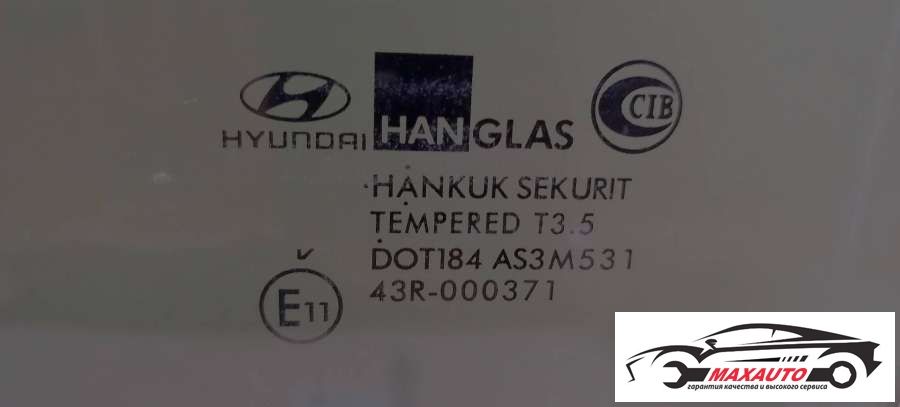 HYUNDAI HANGLAS CIB
HANKUK SEKURIT
TEMPERED T3.5
DOT184 AS3M531
43R-000371
E11
MAXAUTO
гарантия качества и высокого сервиса